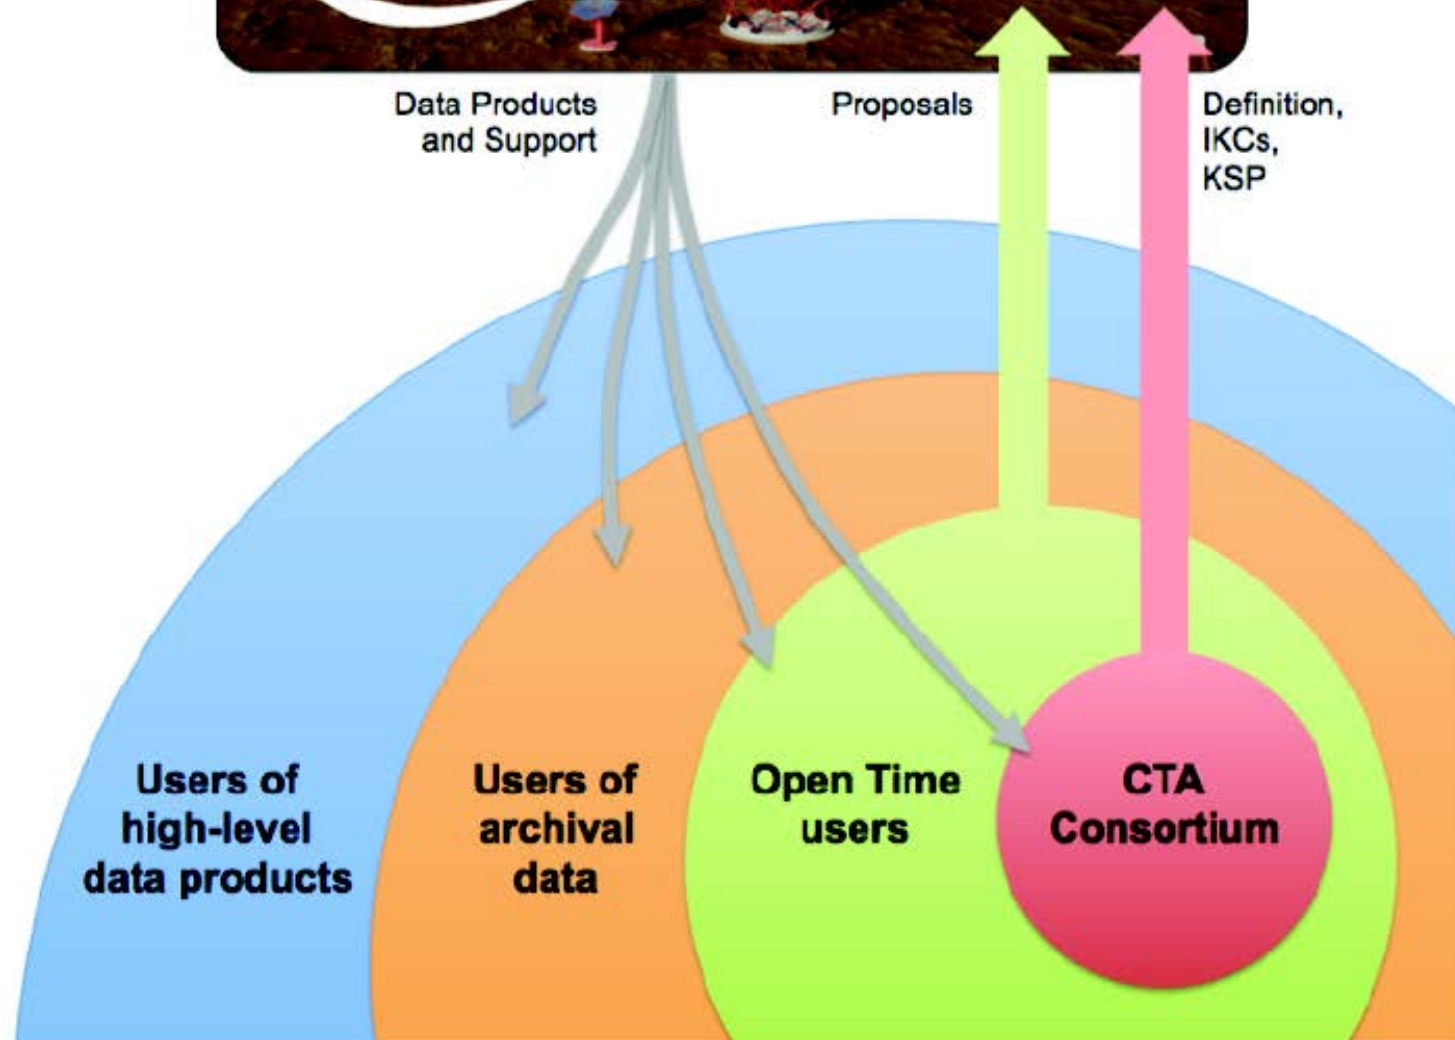 Data Products
and Support
Proposals
Definition,
IKCs,
KSP
Users of
high-level
data products
Users of
archival
data
Open Time
users
CTA
Consortium